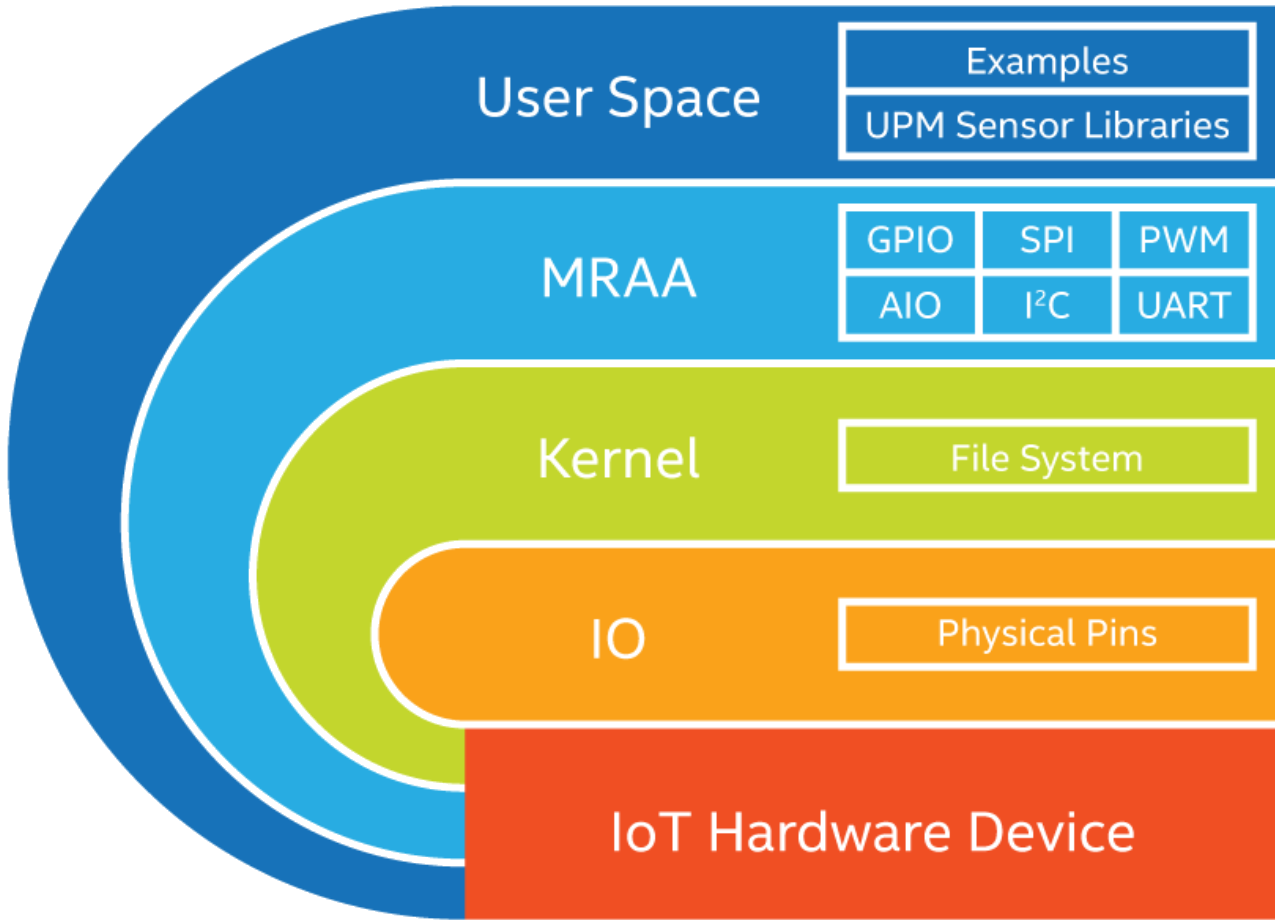 User Space
Examples
UPM Sensor Libraries
MRAA
GPIO SPI PWM
AIO I²C UART
Kernel
File System
IO
Physical Pins
IoT Hardware Device